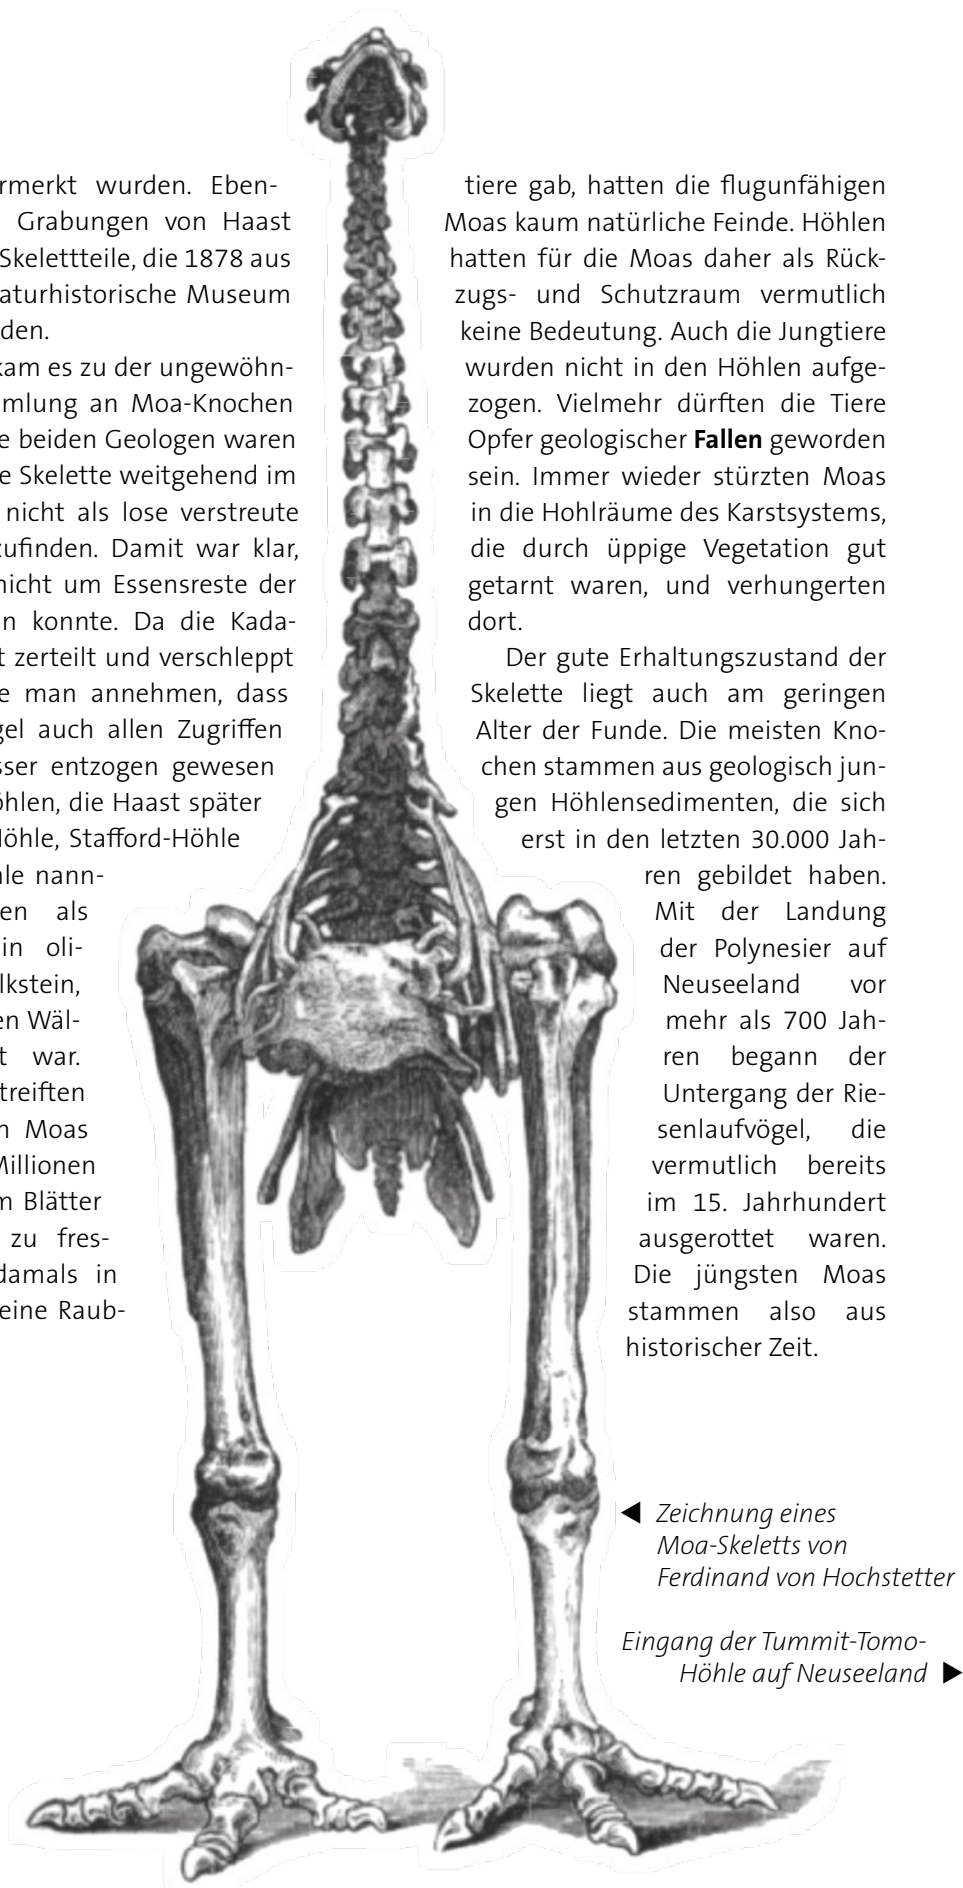 rmerkt wurden. Eben-
Grabungen von Haast
Skelettteile, die 1878 aus
aturhistorische Museum
den.
kam es zu der ungewöhn-
mlung an Moa-Knochen
e beiden Geologen waren
e Skelette weitgehend im
nicht als lose verstreute
zufinden. Damit war klar,
nicht um Essensreste der
n konnte. Da die Kada-
t zerteilt und verschleppt
e man annehmen, dass
gel auch allen Zugriffen
sser entzogen gewesen
öhlen, die Haast später
Höhle, Stafford-Höhle
hle nann-
en als
in oli-
lkstein,
en Wäl-
t war.
treiften
n Moas
Millionen
m Blätter
zu fres-
damals in
eine Raub-
tiere gab, hatten die flugunfähigen
Moas kaum natürliche Feinde. Höhlen
hatten für die Moas daher als Rück-
zugs- und Schutzraum vermutlich
keine Bedeutung. Auch die Jungtiere
wurden nicht in den Höhlen aufge-
zogen. Vielmehr dürften die Tiere
Opfer geologischer Fallen geworden
sein. Immer wieder stürzten Moas
in die Hohlräume des Karstsystems,
die durch üppige Vegetation gut
getarnt waren, und verhungerten
dort.
Der gute Erhaltungszustand der
Skelette liegt auch am geringen
Alter der Funde. Die meisten Kno-
chen stammen aus geologisch jun-
gen Höhlensedimenten, die sich
erst in den letzten 30.000 Jah-
ren gebildet haben.
Mit der Landung
der Polynesier auf
Neuseeland vor
mehr als 700 Jah-
ren begann der
Untergang der Rie-
senlaufvögel, die
vermutlich bereits
im 15. Jahrhundert
ausgerottet waren.
Die jüngsten Moas
stammen also aus
historischer Zeit.
◀ Zeichnung eines
Moa-Skeletts von
Ferdinand von Hochstetter
Eingang der Tummit-Tomo-
Höhle auf Neuseeland ▶